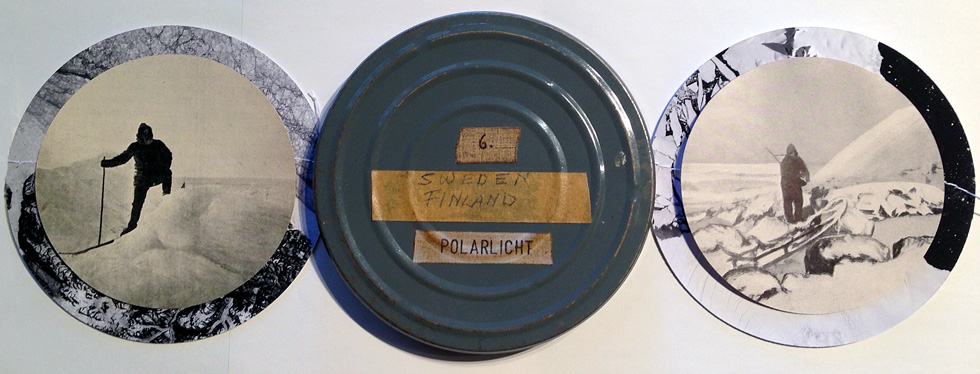 6.
SWEDEN
FINLAND
POLARLICHT